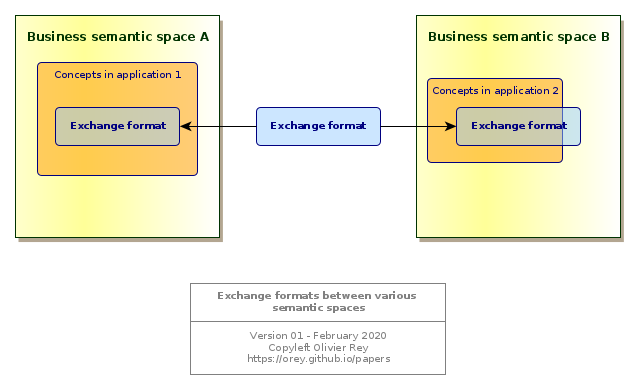 Business semantic space A
Concepts in application 1
Exchange format
Exchange format
Business semantic space B
Concepts in application 2
Exchange format
Exchange formats between various
semantic spaces
Version 01 - February 2020
Copyleft Olivier Rey
https://orey.github.io/papers